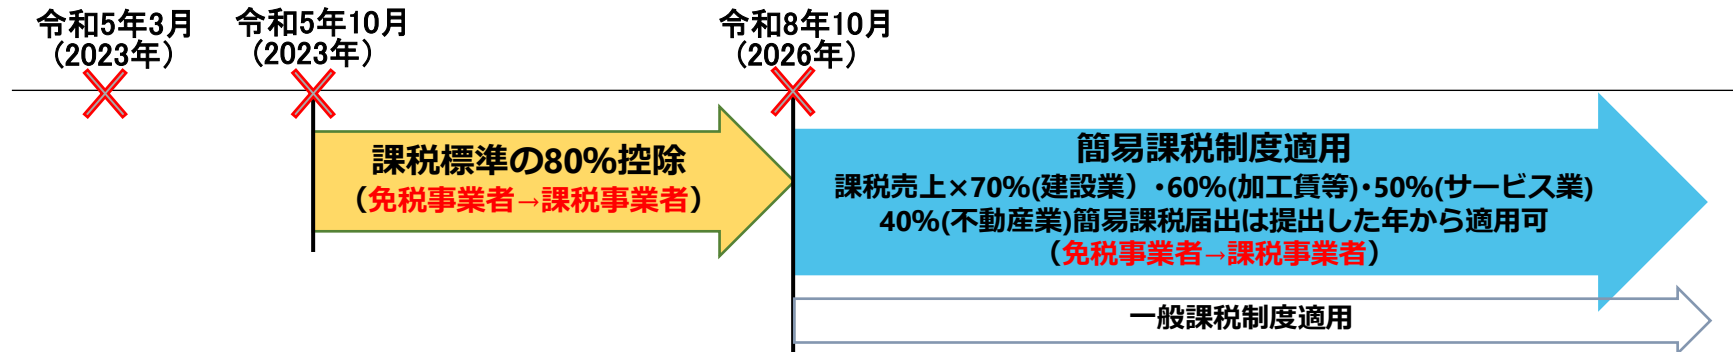 令和5年3月
(2023年)
令和5年10月
(2023年)
令和8年10月
(2026年)
課税標準の80%控除
（免税事業者→課税事業者）
簡易課税制度適用
課税売上×70%(建設業）・60%(加工賃等)・50%(サービス業)
40%(不動産業)簡易課税届出は提出した年から適用可
（免税事業者→課税事業者）
一般課税制度適用